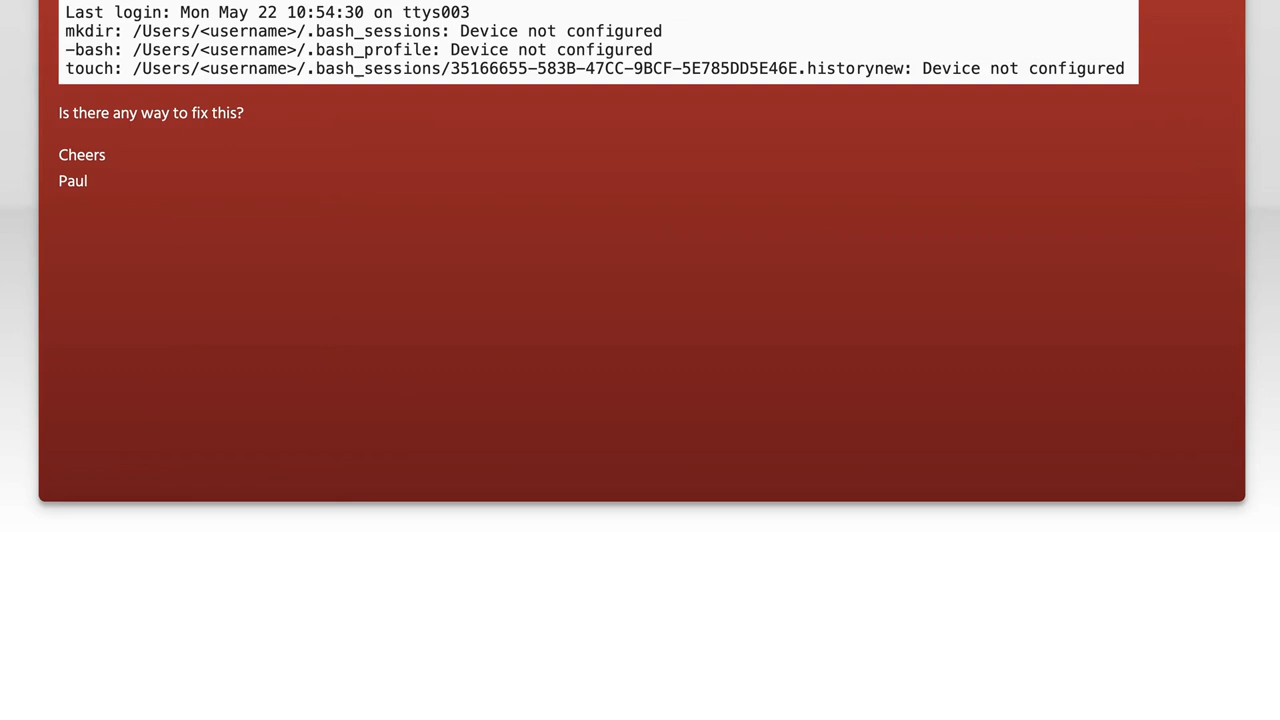 Last login: Mon May 22 10:54:30 on ttys003
mkdir: /Users/<username>/.bash_sessions: Device not configured
-bash: /Users/<username>/.bash_profile: Device not configured
touch: /Users/<username>/.bash_sessions/35166655-583B-47CC-9BCF-5E785DD5E46E.historynew: Device not configured
Is there any way to fix this?
Cheers
Paul